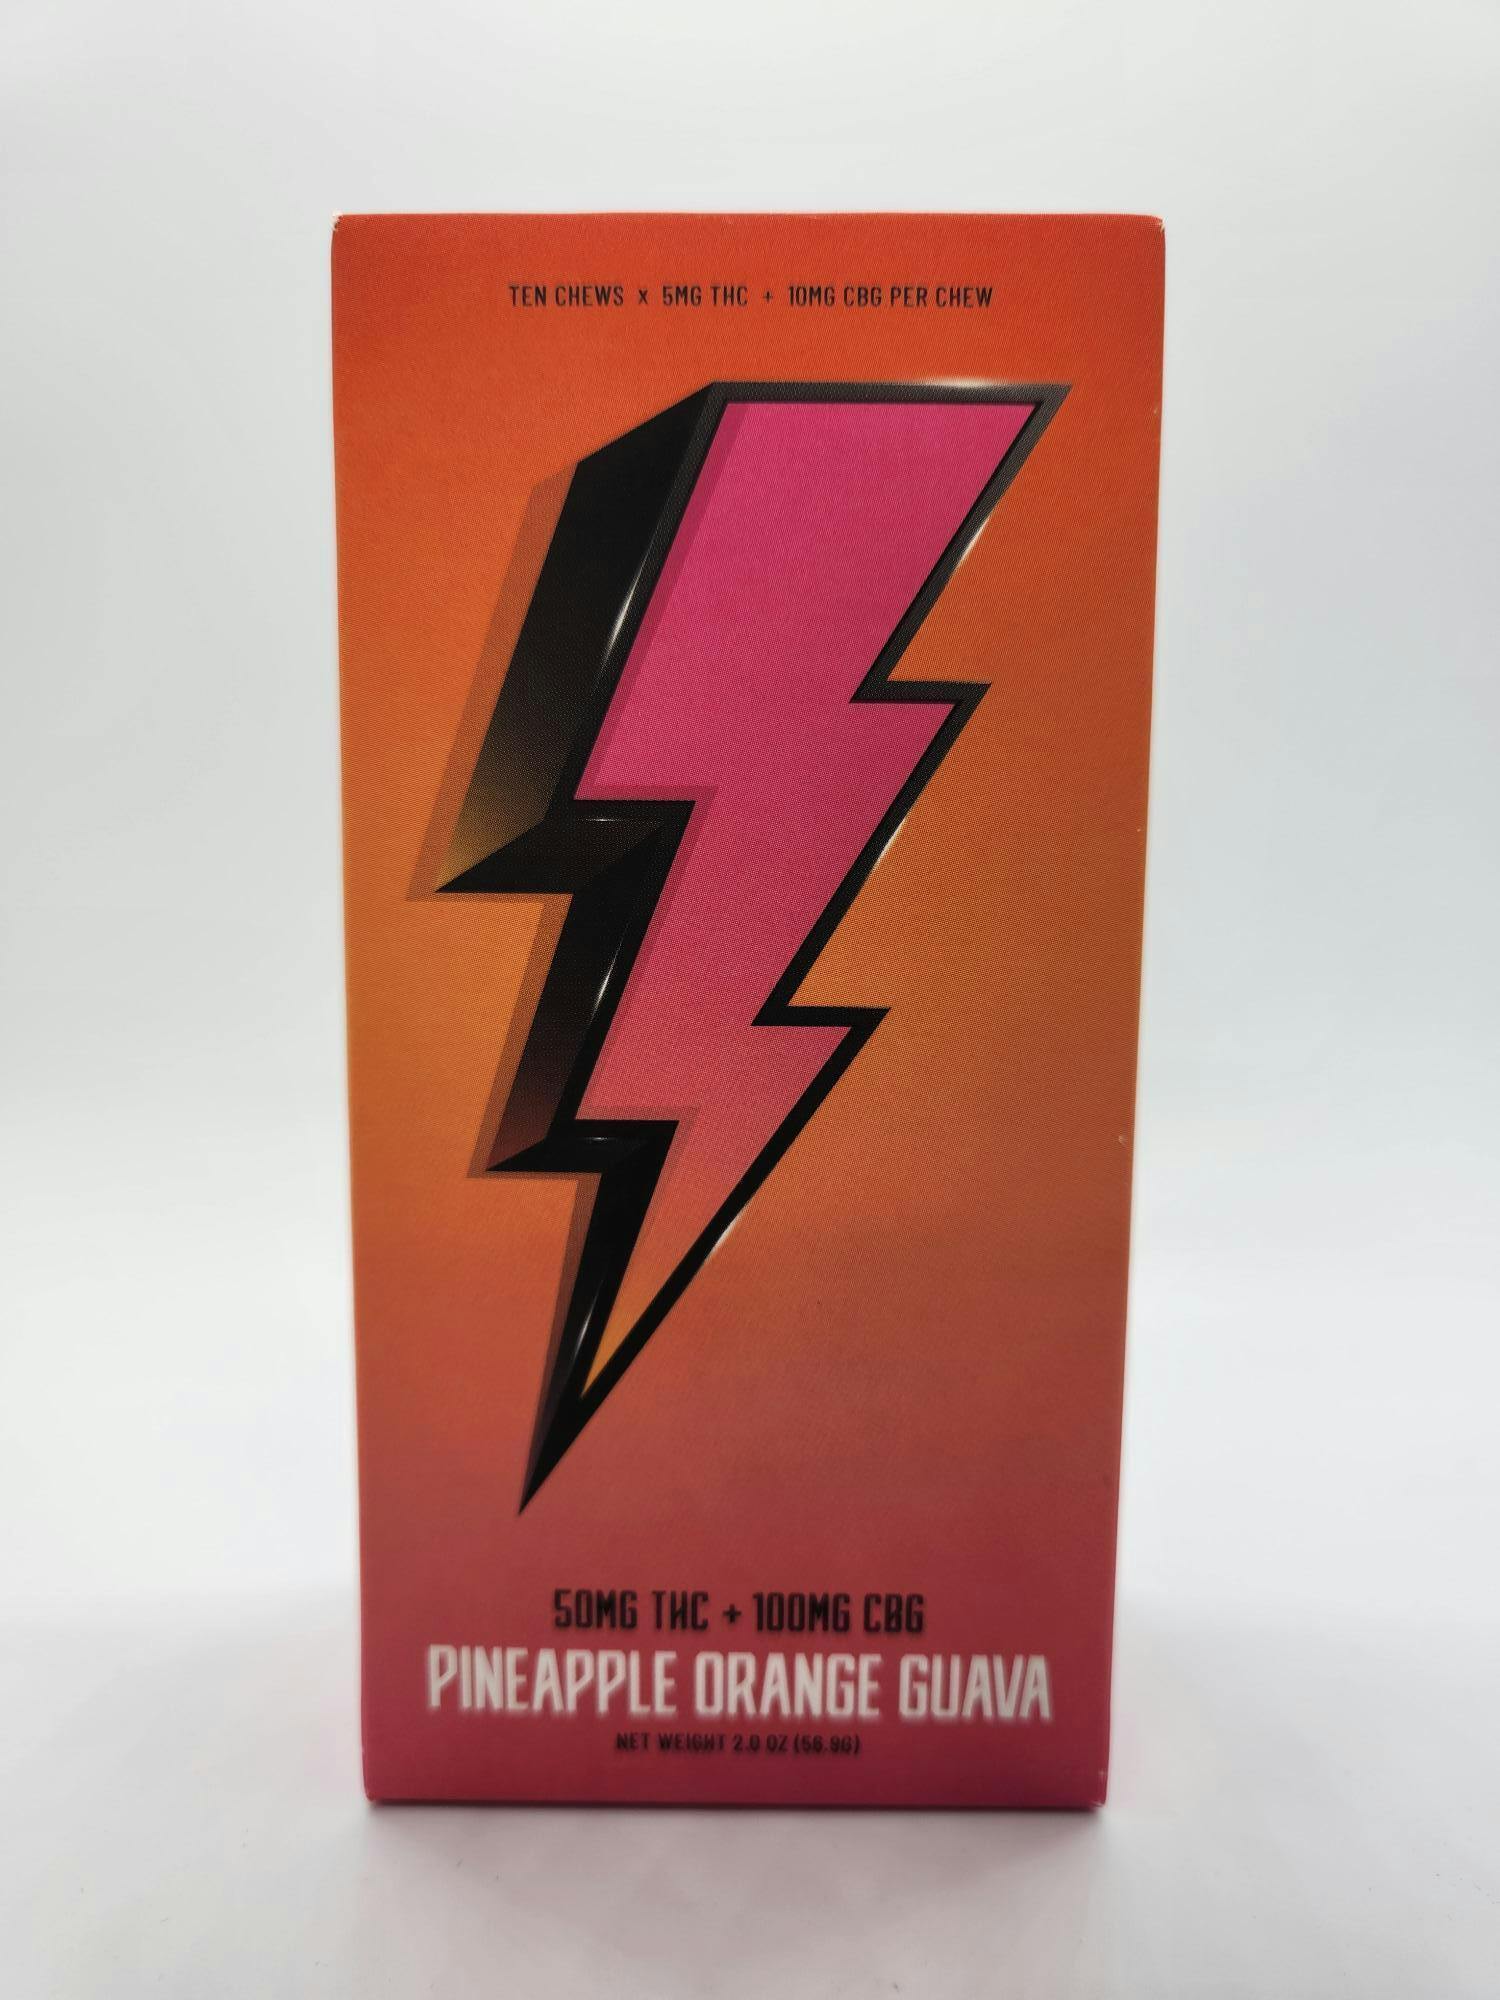 TEN CHEWS x 5MG THC + 10MG CBG PER CHEW
50MG THC + 100MG CBG
PINEAPPLE ORANGE GUAVA
NET WEIGHT 2.0 OZ (56.9G)